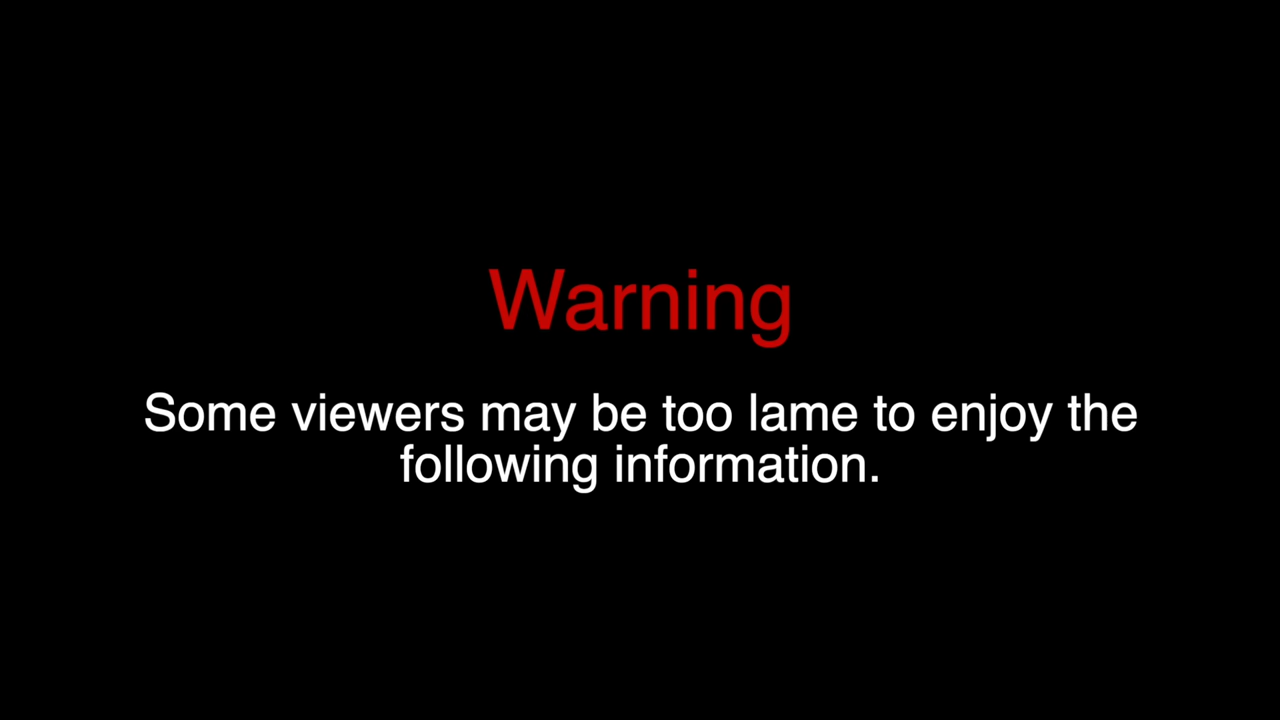 Warning
Some viewers may be too lame to enjoy the
following information.